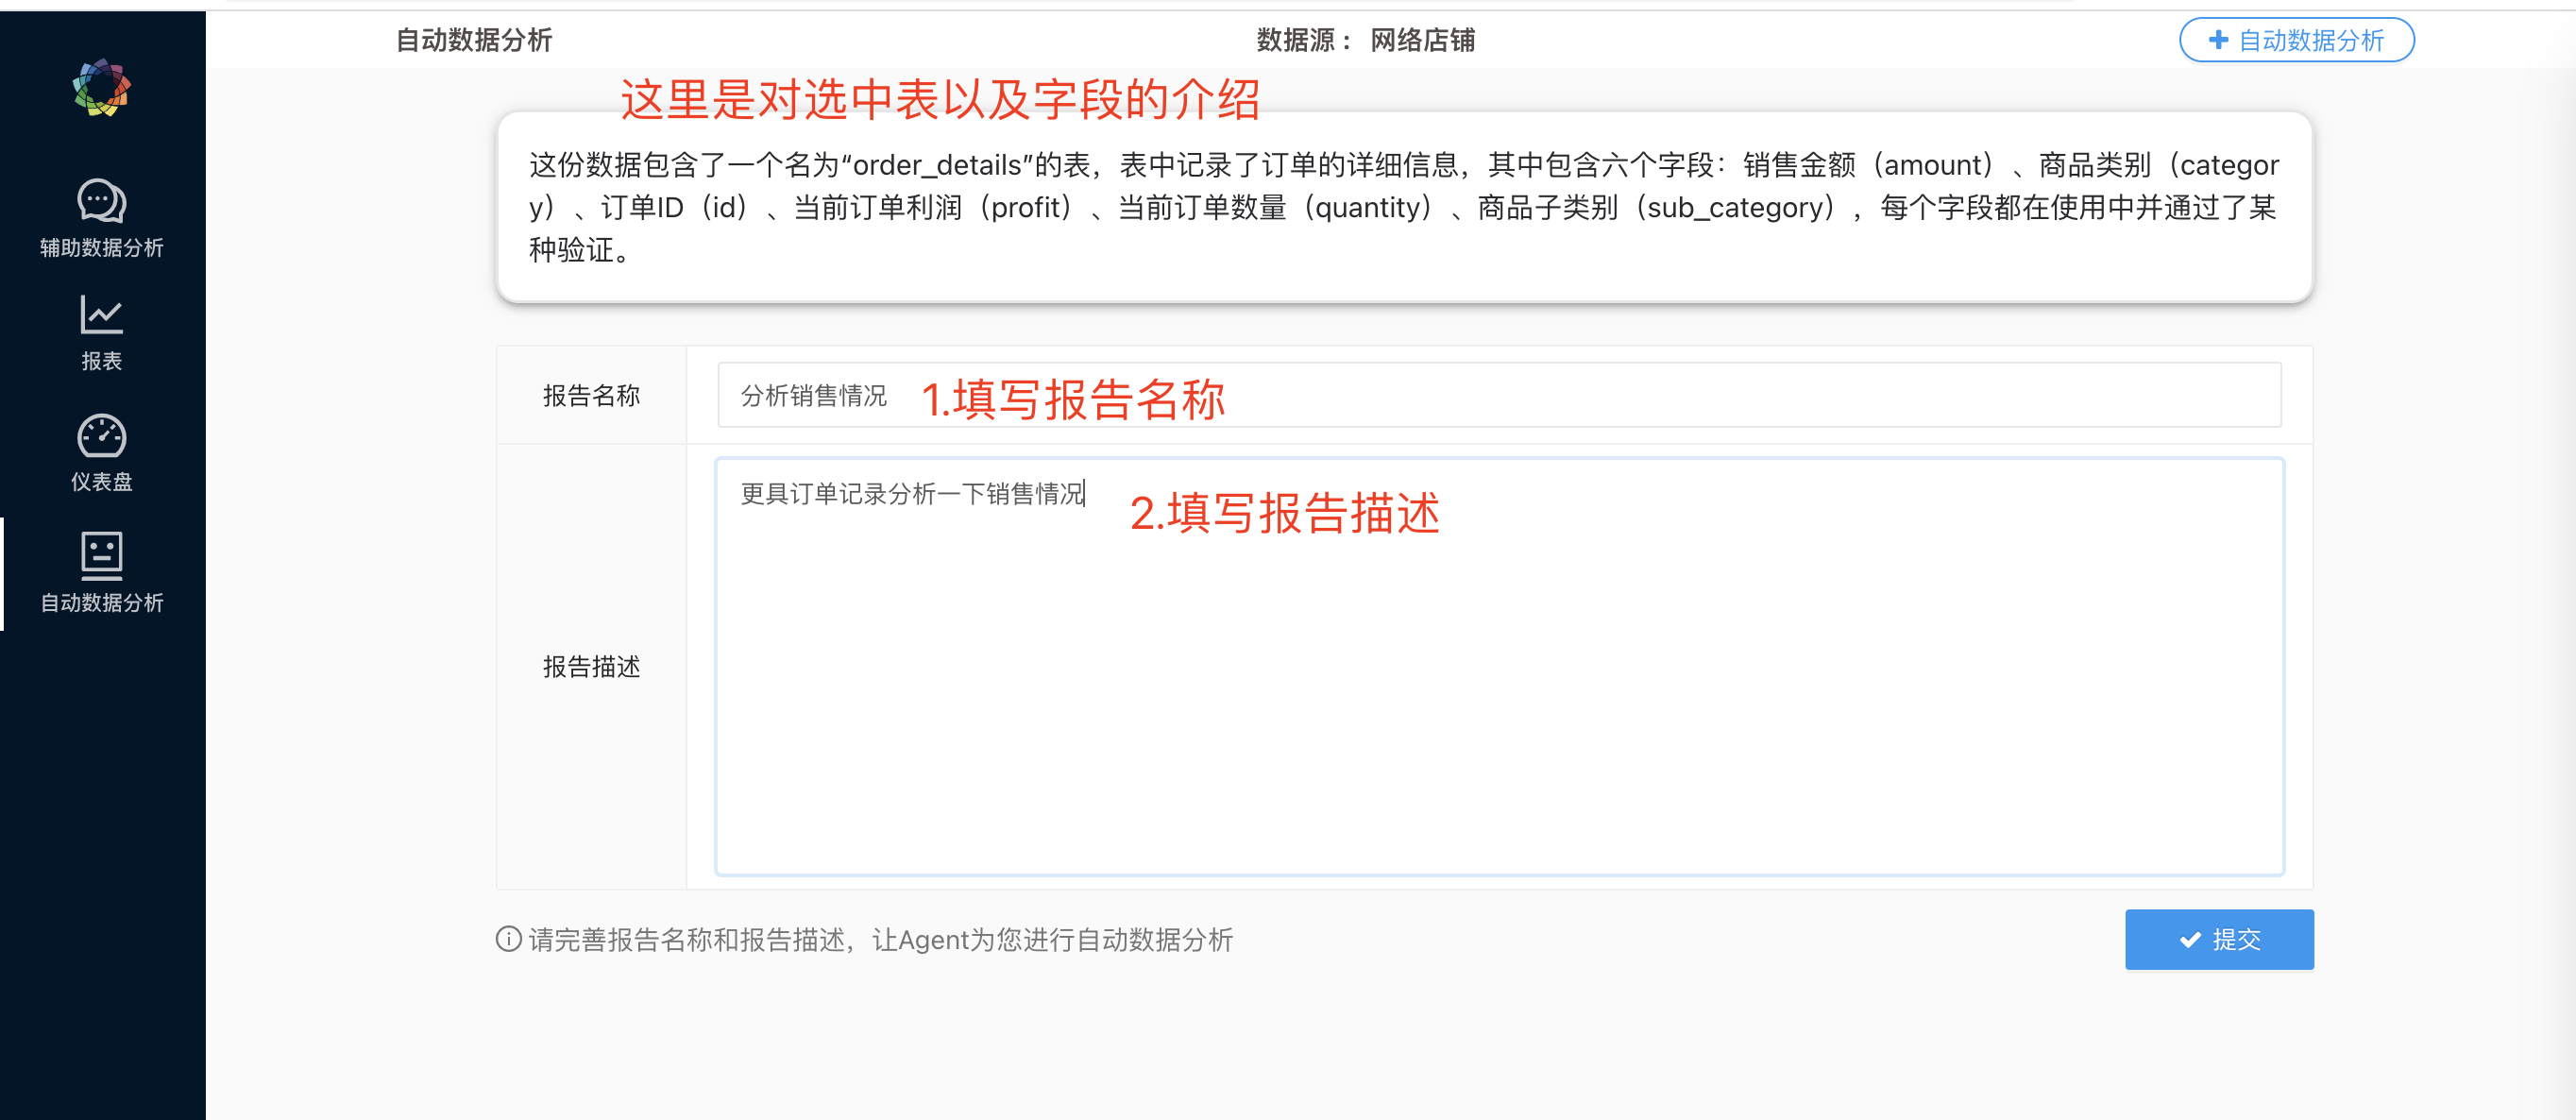 自动数据分析
数据源： 网络店铺
自动数据分析
这里是对选中表以及字段的介绍
这份数据包含了一个名为“order_details”的表，表中记录了订单的详细信息，其中包含六个字段：销售金额（amount）、商品类别（categor
y）、订单ID（id）、当前订单利润（profit）、当前订单数量（quantity）、商品子类别（sub_category），每个字段都在使用中并通过了某
种验证。
辅助数据分析
报表
仪表盘
自动数据分析
报告名称
分析销售情况
1.填写报告名称
报告描述
更具订单记录分析一下销售情况
2.填写报告描述
请完善报告名称和报告描述，让Agent为您进行自动数据分析
提交